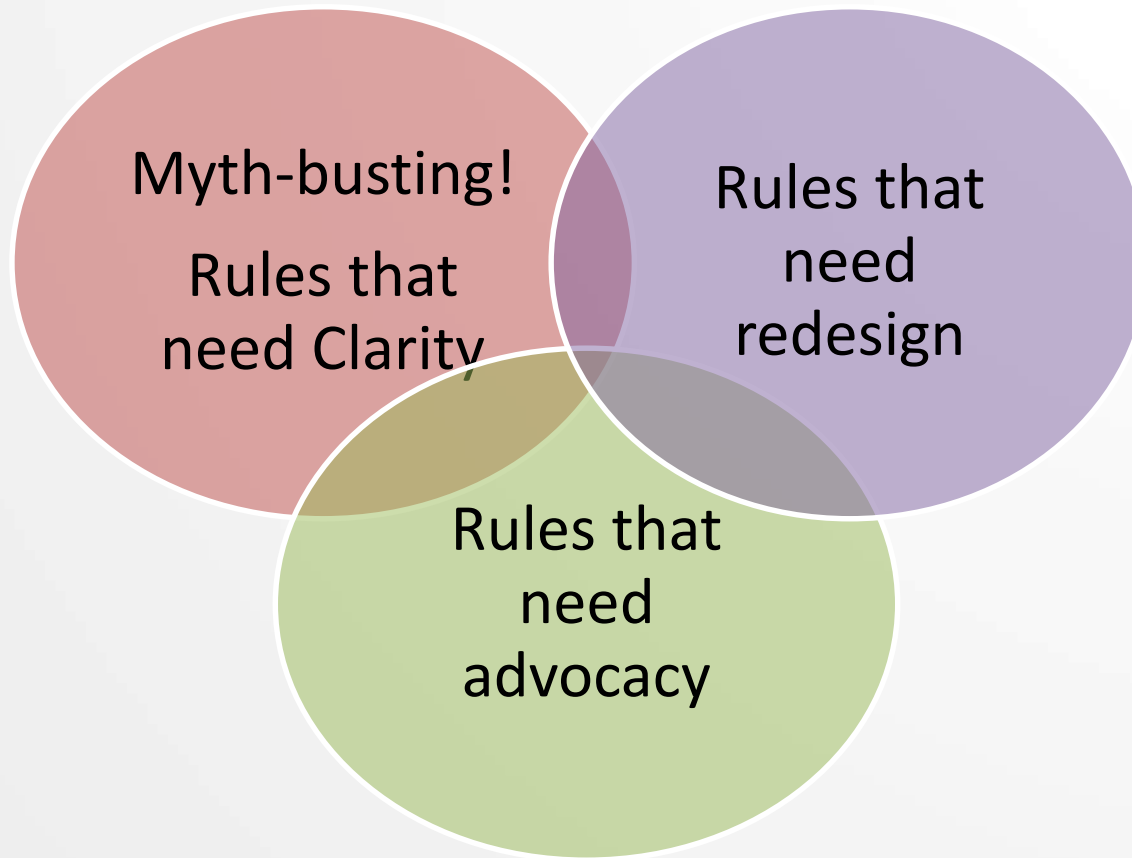 Myth-busting!
Rules that
need Clarity
Rules that
need
redesign
Rules that
need
advocacy